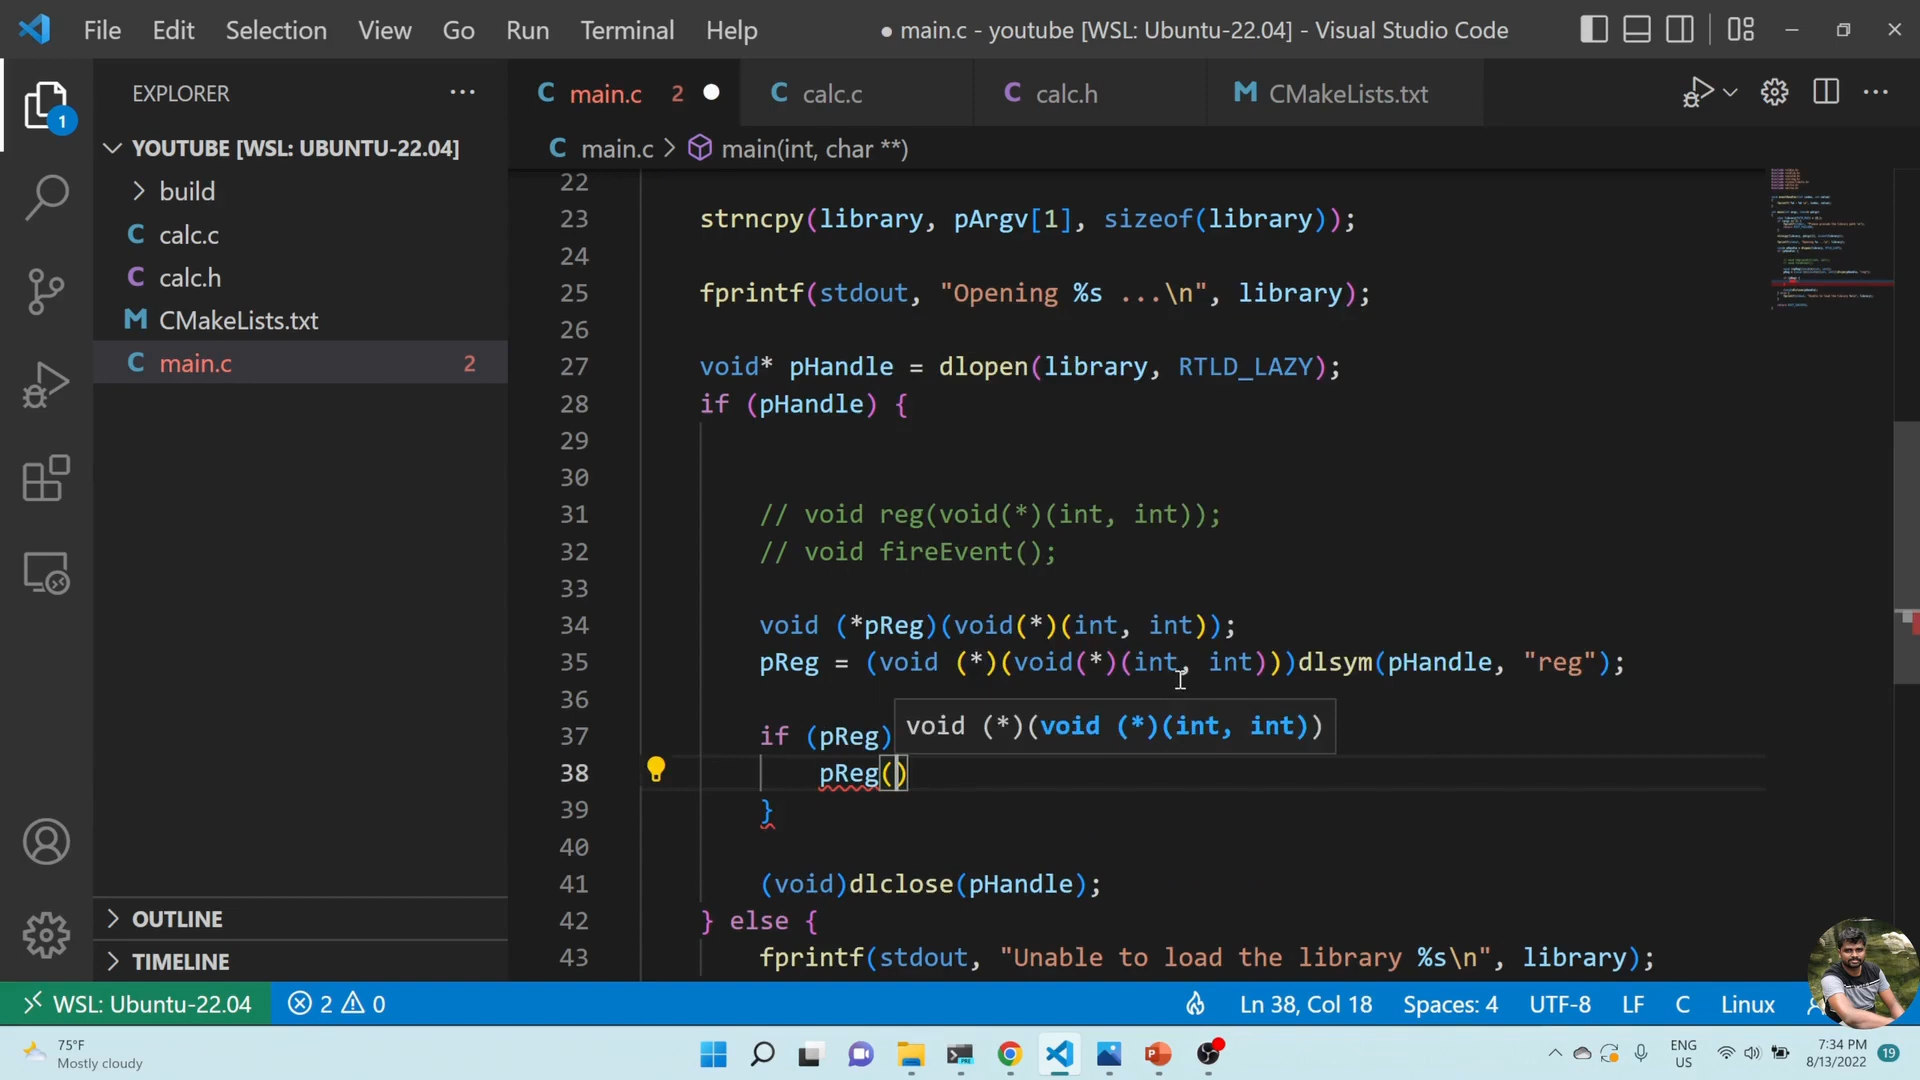 File Edit Selection View Go Run Terminal Help
● main.c - youtube [WSL: Ubuntu-22.04] - Visual Studio Code
EXPLORER
C main.c 2
C calc.c
C calc.h
M CMakeLists.txt
1
YOUTUBE [WSL: UBUNTU-22.04]
build
C calc.c
C calc.h
M CMakeLists.txt
C main.c 2
OUTLINE
TIMELINE
C main.c > main(int, char **)
22
23 strncpy(library, pArgv[1], sizeof(library));
24
25 fprintf(stdout, "Opening %s ...\n", library);
26
27 void* pHandle = dlopen(library, RTLD_LAZY);
28 if (pHandle) {
29
30
31 // void reg(void(*)(int, int));
32 // void fireEvent();
33
34 void (*pReg)(void(*)(int, int));
35 pReg = (void (*)(void(*)(int, int)))dlsym(pHandle, "reg");
36
37 if (pReg)
void (*)(void (*)(int, int))
38 pReg()
39 }
40
41 (void)dlclose(pHandle);
42 } else {
43 fprintf(stdout, "Unable to load the library %s\n", library);
WSL: Ubuntu-22.04 2 0 Ln 38, Col 18 Spaces: 4 UTF-8 LF C Linux
75°F
Mostly cloudy
ENG
US
7:34 PM
8/13/2022
19